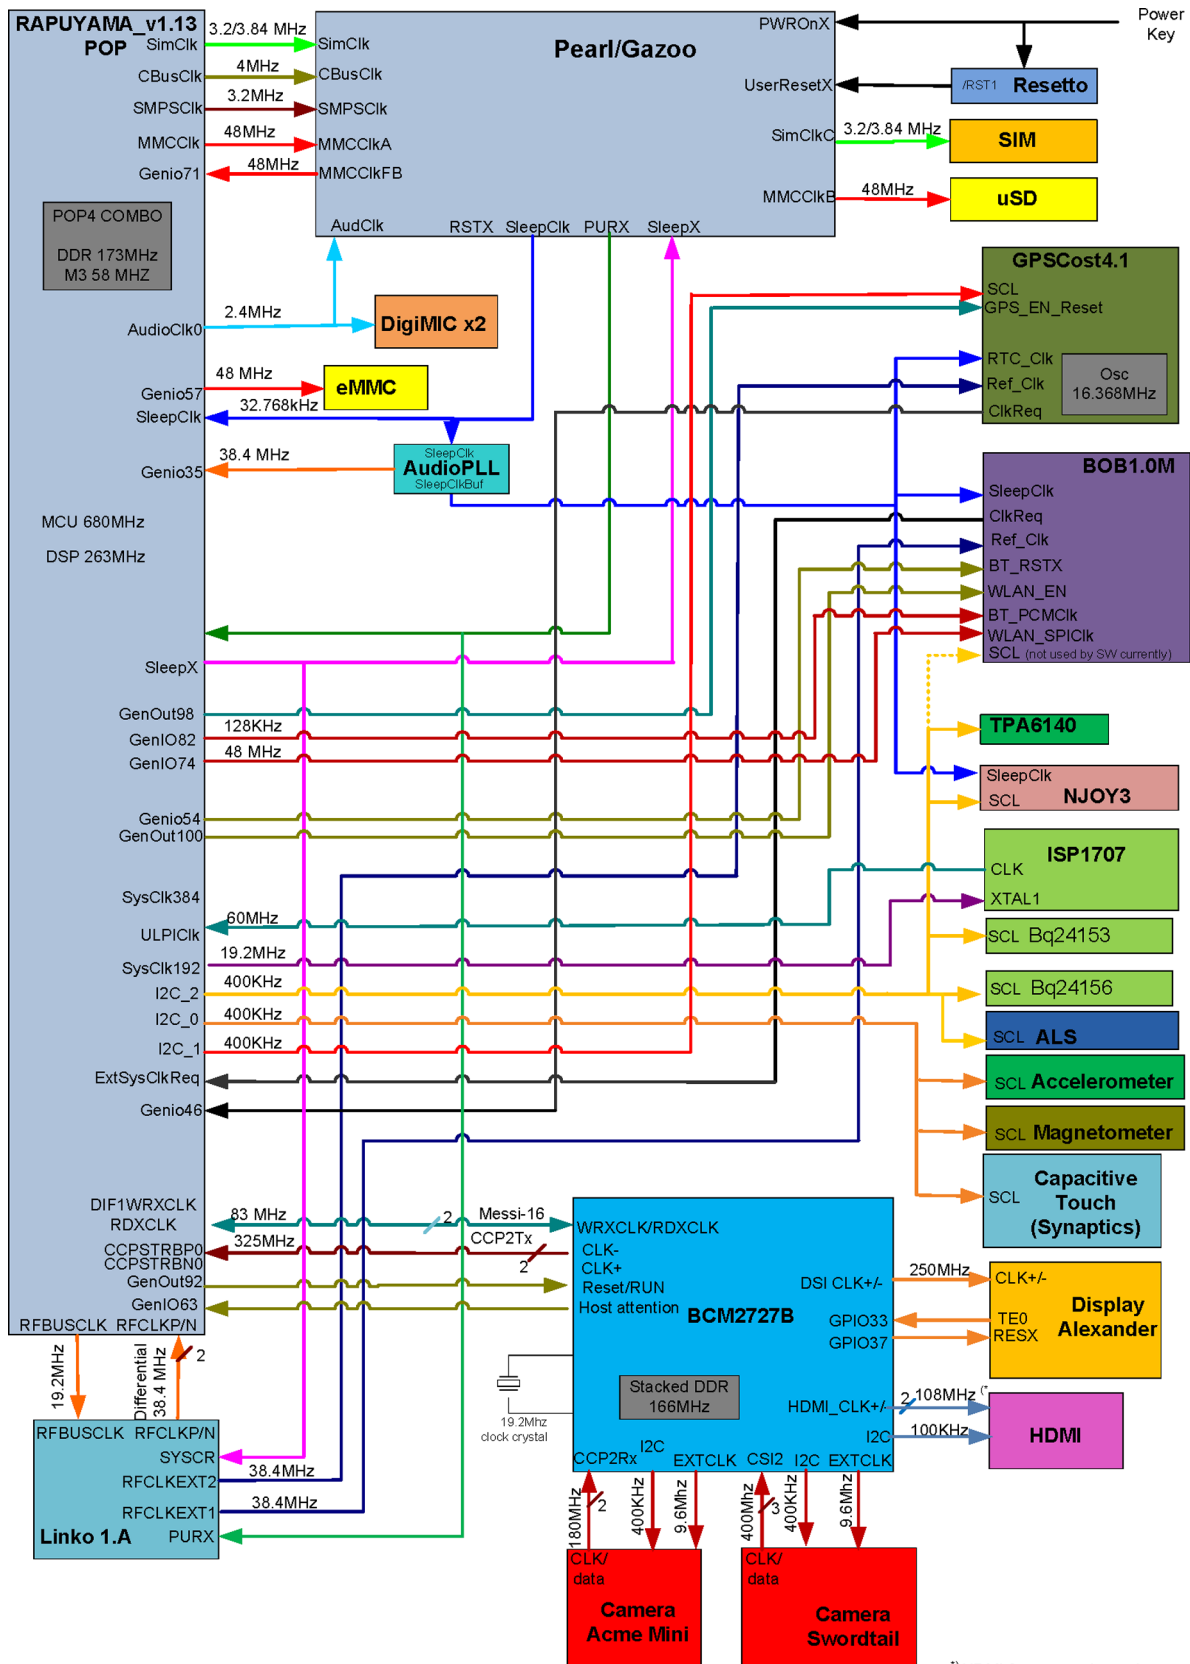 RAPUYAMA_v1.13
POP
SimClk
CBusClk
SMPSClk
MMCClk
Genio71
POP4 COMBO
DDR 173MHz
M3 58 MHZ
AudioClk0
Genio57
SleepClk
Genio35
MCU 680MHz
DSP 263MHz
SleepX
GenOut98
GenIO82
GenIO74
Genio54
GenOut100
SysClk384
ULPIClk
SysClk192
I2C_2
I2C_0
I2C_1
ExtSysClkReq
Genio46
DIF1WRXCLK
RDXCLK
CCPSTRBP0
CCPSTRBN0
GenOut92
GenIO63
RFBUSCLK RFCLKP/N
3.2/3.84 MHz
4MHz
3.2MHz
48MHz
48MHz
2.4MHz
48 MHz
32.768kHz
38.4 MHz
128KHz
48 MHz
60MHz
19.2MHz
400KHz
400KHz
400KHz
83 MHz
325MHz
Pearl/Gazoo
SimClk
CBusClk
SMPSClk
MMCClkA
MMCClkFB
AudClk
RSTX SleepClk PURX SleepX
PWROnX
UserResetX
SimClkC
MMCClkB
Power
Key
/RST1 Resetto
3.2/3.84 MHz
SIM
48MHz
uSD
DigiMIC x2
eMMC
SleepClk
AudioPLL
SleepClkBuf
GPSCost4.1
SCL
GPS_EN_Reset
RTC_Clk
Ref_Clk
ClkReq
Osc
16.368MHz
BOB1.0M
SleepClk
ClkReq
Ref_Clk
BT_RSTX
WLAN_EN
BT_PCMClk
WLAN_SPIClk
SCL (not used by SW currently)
TPA6140
SleepClk
SCL NJOY3
ISP1707
CLK
XTAL1
SCL Bq24153
SCL Bq24156
SCL ALS
SCL Accelerometer
SCL Magnetometer
Capacitive
Touch
(Synaptics)
SCL
2 Messi-16
CCP2Tx
2
WRXCLK/RDXCLK
CLK-
CLK+
Reset/RUN
Host attention
BCM2727B
DSI CLK+/-
GPIO33
GPIO37
Stacked DDR
166MHz
HDMI_CLK+/-
I2C
CCP2Rx I2C EXTCLK CSI2 I2C EXTCLK
19.2Mhz
clock crystal
250MHz
CLK+/-
TE0
RESX
Display
Alexander
2 108MHz (*
100KHz
HDMI
19.2MHz
Differential
38.4 MHz
2
RFBUSCLK RFCLKP/N
SYSCR
RFCLKEXT2
RFCLKEXT1
Linko 1.A PURX
38.4MHz
38.4MHz
180MHz
2
400KHz
9.6Mhz
400Mhz
3
400KHz
9.6Mhz
CLK/
data
Camera
Acme Mini
CLK/
data
Camera
Swordtail